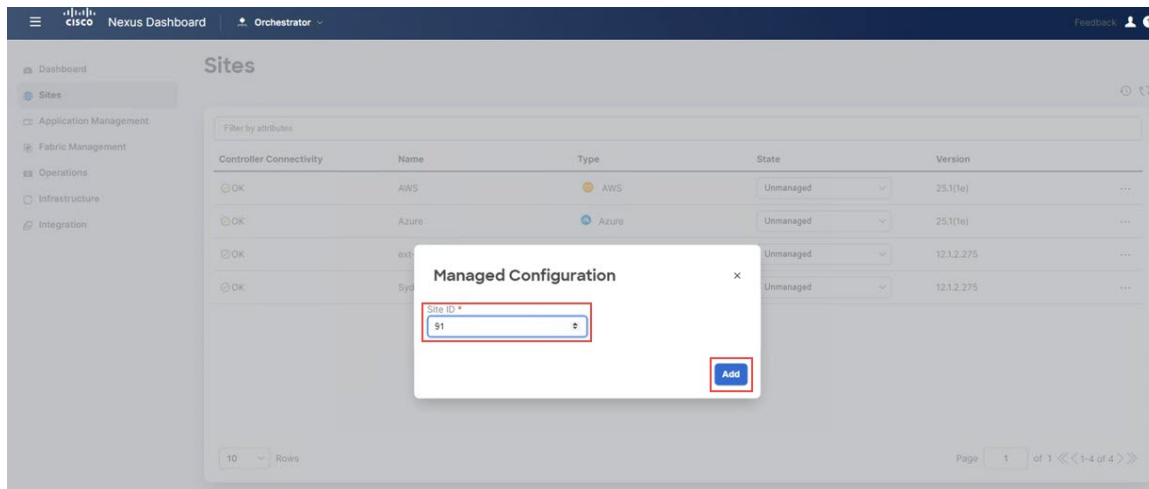 CISCO Nexus Dashboard Orchestrator Feedback
Dashboard
Sites
Application Management
Fabric Management
Operations
Infrastructure
Integration
Sites
Filter by attributes
Controller Connectivity Name Type State Version
OK AWS AWS Unmanaged 25.1(1e) ...
OK Azure Azure Unmanaged 25.1(1e) ...
OK ext- Unmanaged 12.1.2.275 ...
OK Syd Unmanaged 12.1.2.275 ...
Managed Configuration
Site ID *
91
Add
10 Rows Page 1 of 1 1-4 of 4